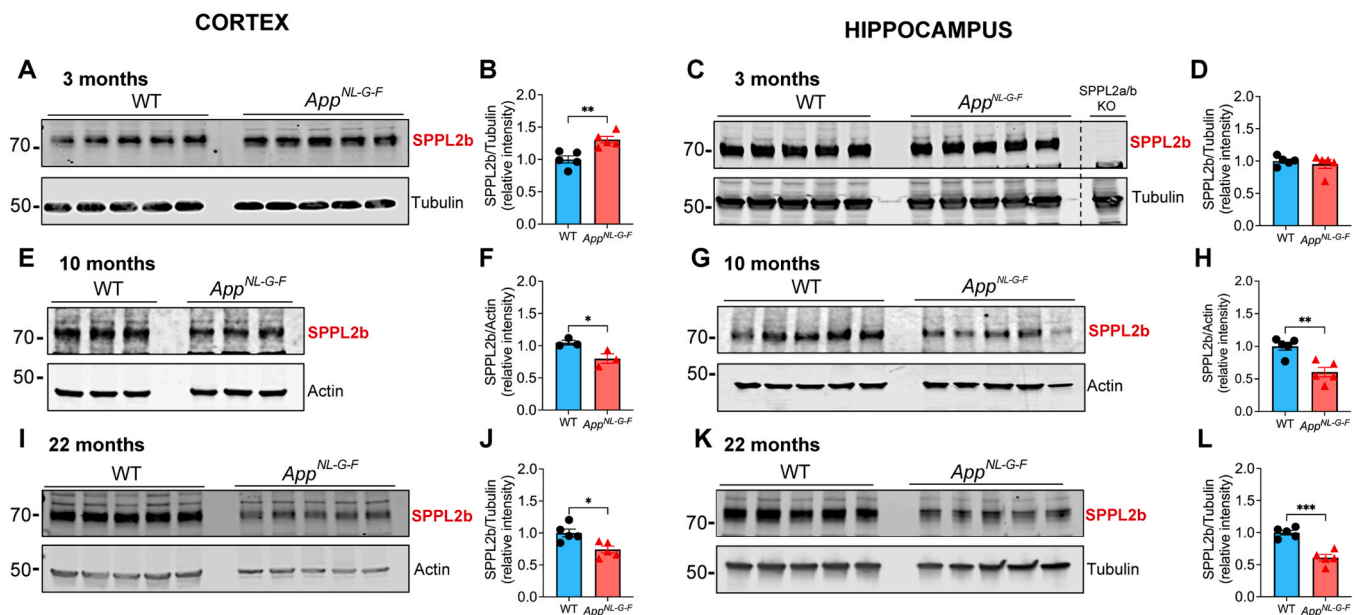 CORTEX
HIPPOCAMPUS
A 3 months
WT App^NL-G-F
70
SPPL2b
50
Tubulin
B
SPPL2b/Tubulin
(relative intensity)
2.0
1.5
1.0
0.5
0.0
**
WT App^NL-G-F
C 3 months
WT App^NL-G-F SPPL2a/b
KO
70
SPPL2b
50
Tubulin
D
SPPL2b/Tubulin
(relative intensity)
2.0
1.5
1.0
0.5
0.0
WT App^NL-G-F
E 10 months
WT App^NL-G-F
70
SPPL2b
50
Actin
F
SPPL2b/Actin
(relative intensity)
2.0
1.5
1.0
0.5
0.0
*
WT App^NL-G-F
G 10 months
WT App^NL-G-F
70
SPPL2b
50
Actin
H
SPPL2b/Actin
(relative intensity)
2.0
1.5
1.0
0.5
0.0
**
WT App^NL-G-F
I 22 months
WT App^NL-G-F
70
SPPL2b
50
Actin
J
SPPL2b/Tubulin
(relative intensity)
2.0
1.5
1.0
0.5
0.0
*
WT App^NL-G-F
K 22 months
WT App^NL-G-F
70
SPPL2b
50
Tubulin
L
SPPL2b/Tubulin
(relative intensity)
2.0
1.5
1.0
0.5
0.0
***
WT App^NL-G-F